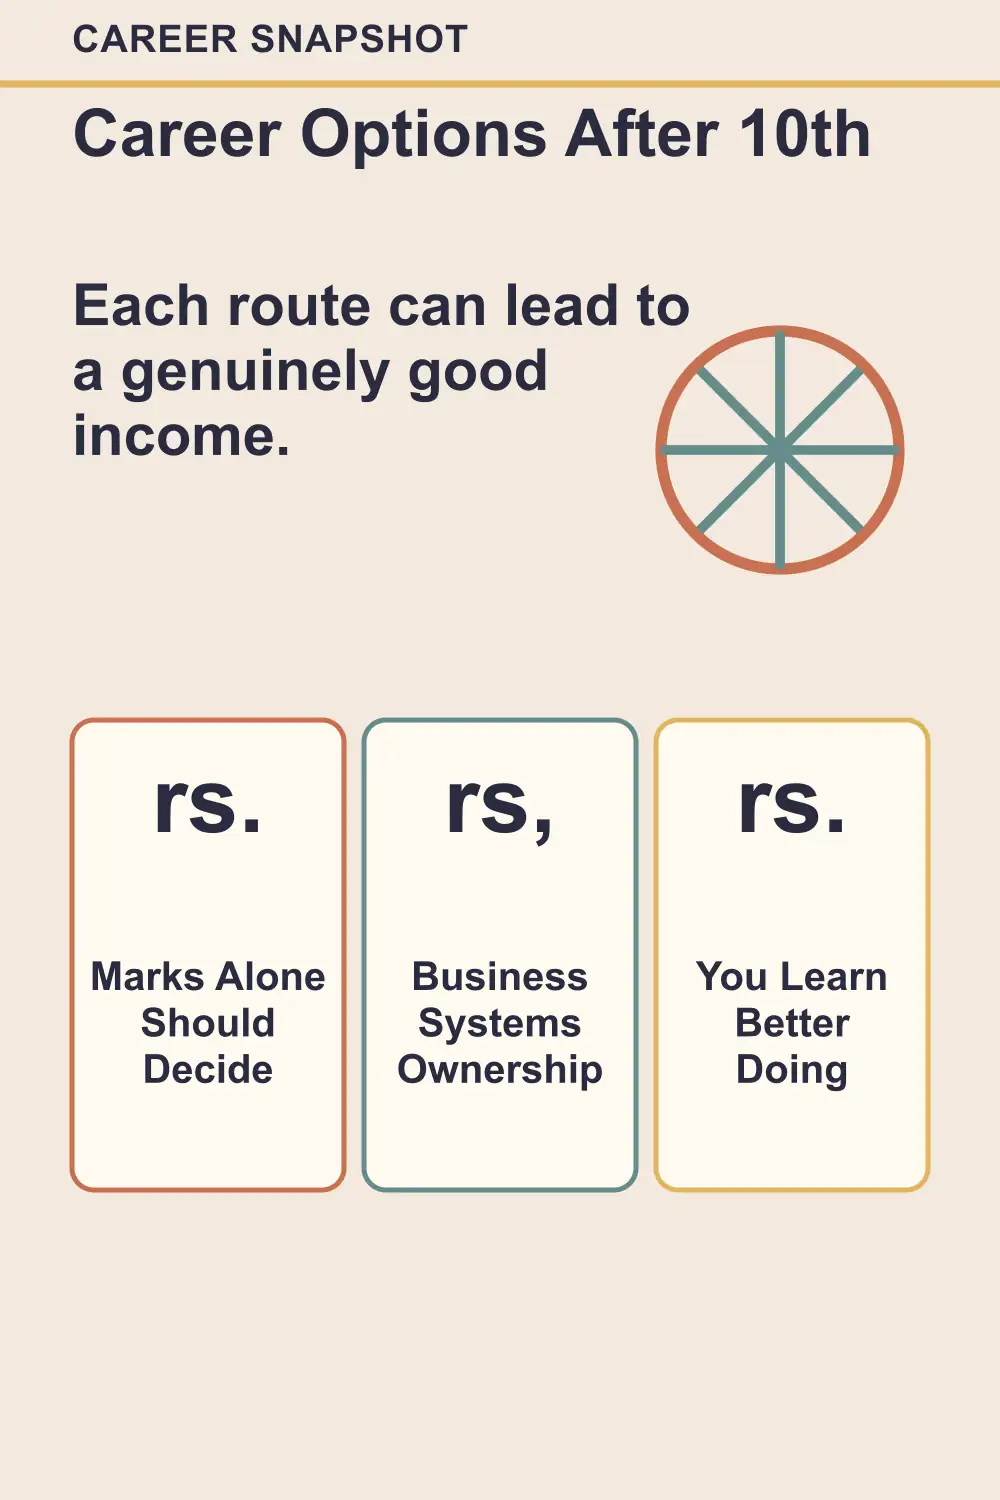 CAREER SNAPSHOT
Career Options After 10th
Each route can lead to
a genuinely good
income.
rs.
Marks Alone
Should
Decide
rs,
Business
Systems
Ownership
rs.
You Learn
Better
Doing